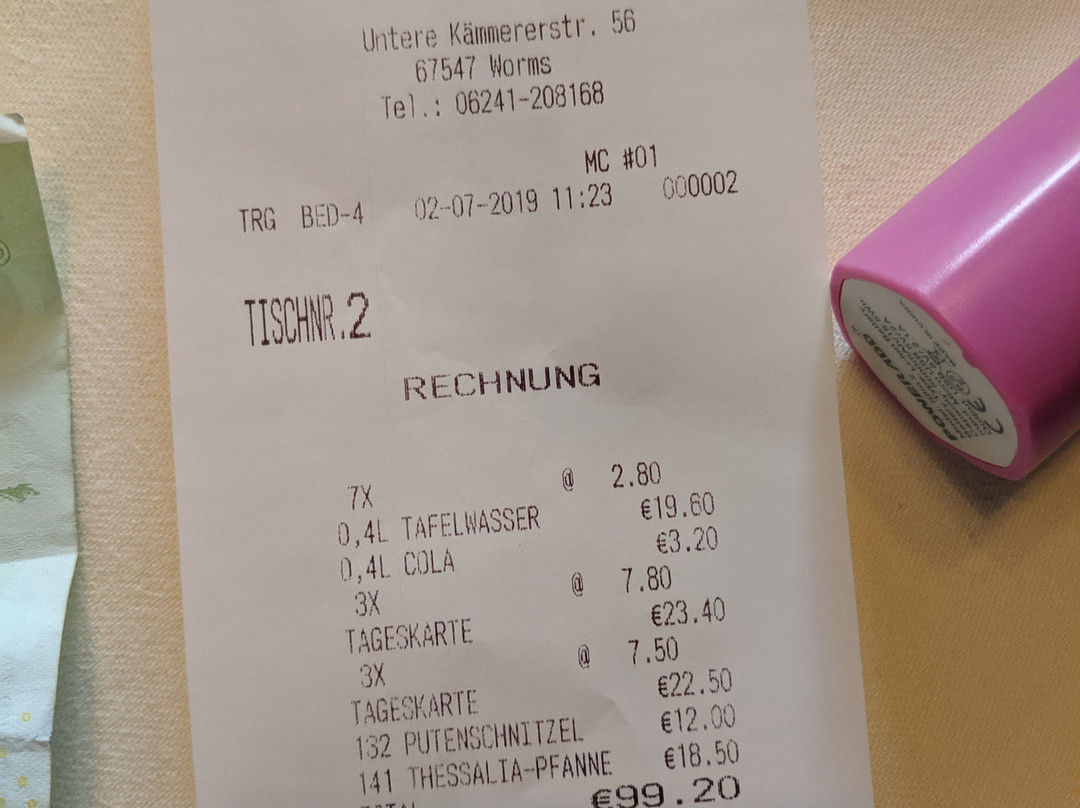 Untere Kämmererstr. 56
67547 Worms
Tel.: 06241-208168
MC #01
TRG BED-4 02-07-2019 11:23 000002
TISCHNR.2
RECHNUNG
7X @ 2.80
0,4L TAFELWASSER €19.60
0,4L COLA €3.20
3X @ 7.80
TAGESKARTE €23.40
3X @ 7.50
TAGESKARTE €22.50
132 PUTENSCHNITZEL €12.00
141 THESSALIA-PFANNE €18.50
TOTAL €99.20
POWERADD